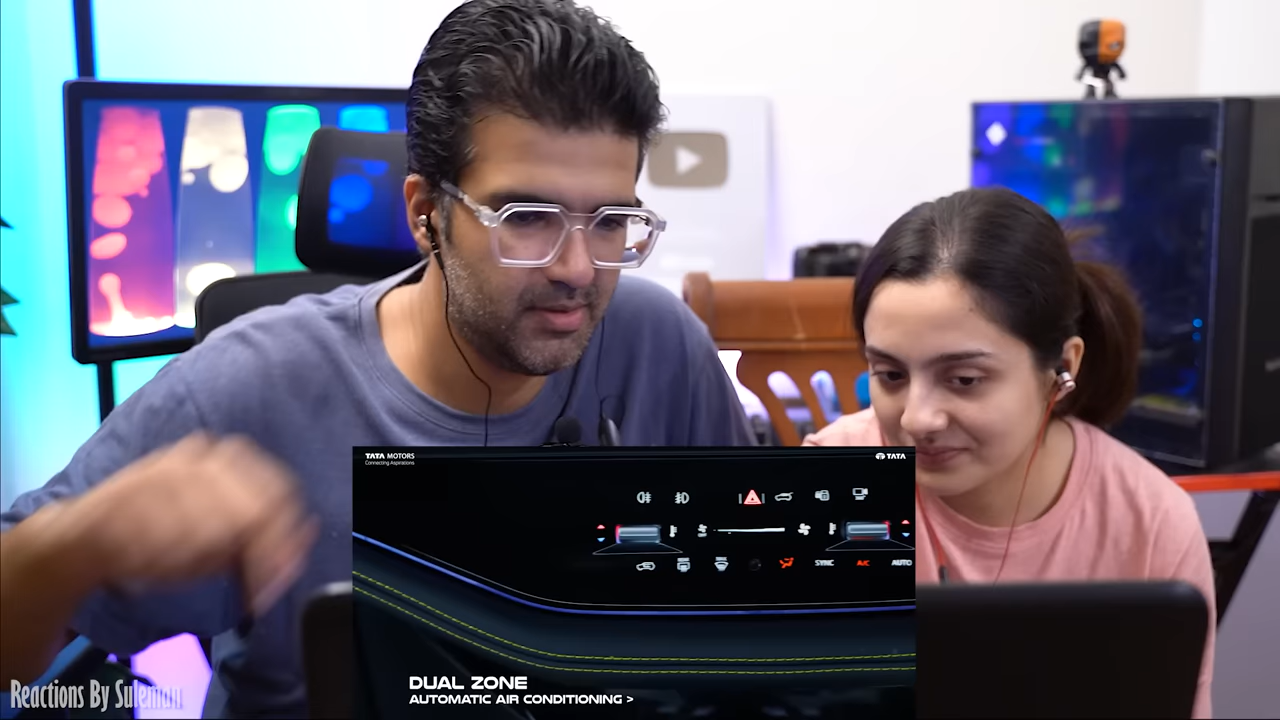 TATA MOTORS
Connecting Aspirations
TATA
SYNC
A/C
AUTO
DUAL ZONE
AUTOMATIC AIR CONDITIONING >
Reactions By Suleman